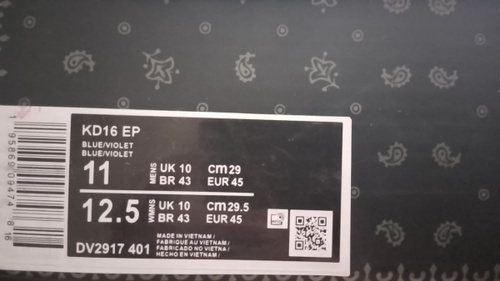 KD16 EP
BLUE/VIOLET
BLUE/VIOLET
11 MENS UK 10 cm 29
BR 43 EUR 45
12.5 WMNS UK 10 cm 29.5
BR 43 EUR 45
MADE IN VIETNAM /
FABRIQUE AU VIETNAM /
FABRICADO NO VIETNA /
HECHO EN VIETNAM /
DV2917 401